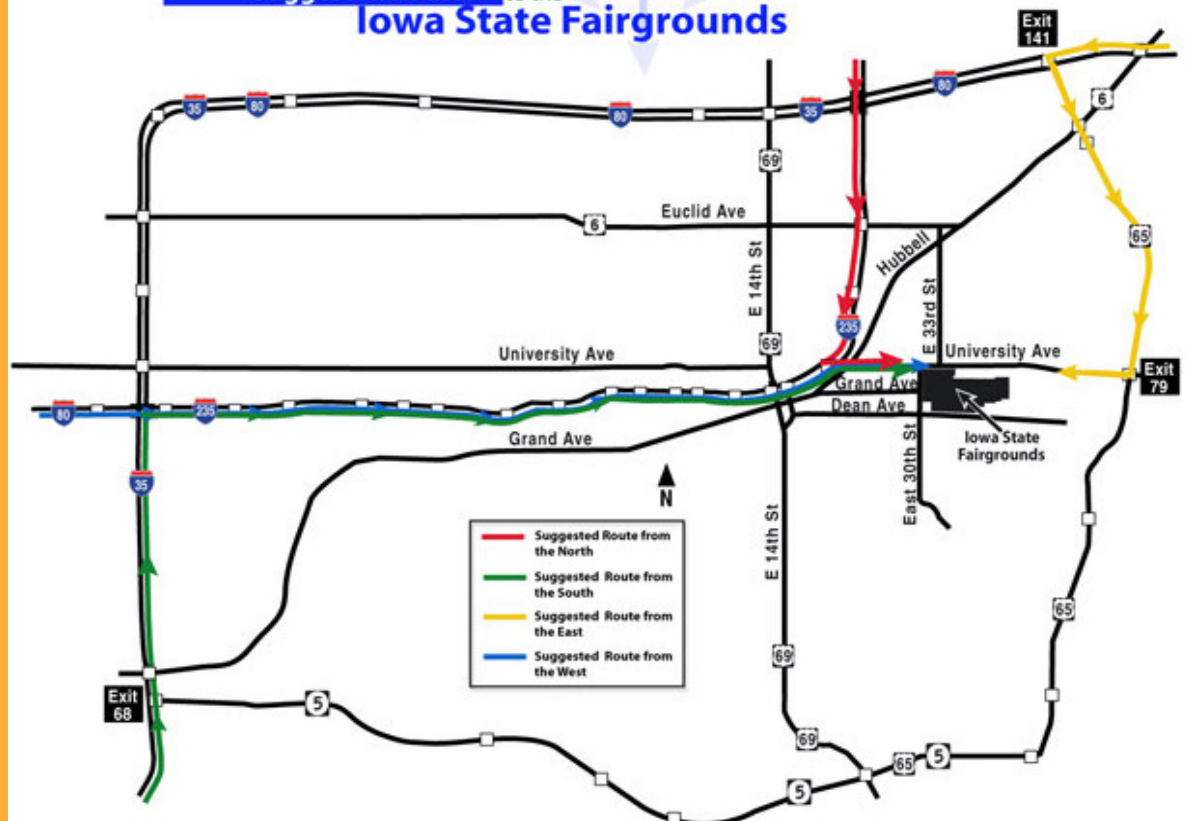 Iowa State Fairgrounds
Exit
141
35
80
80
35
80
6
69
Euclid Ave
6
65
Hubbell
E 14th St
E 33rd St
235
69
University Ave
University Ave
Exit
79
Grand Ave
80
235
Dean Ave
Grand Ave
Iowa State
Fairgrounds
East 30th St
35
N
E 14th St
Suggested Route from
the North
Suggested Route from
the South
Suggested Route from
the East
Suggested Route from
the West
65
69
Exit
68
5
69
65
5
5